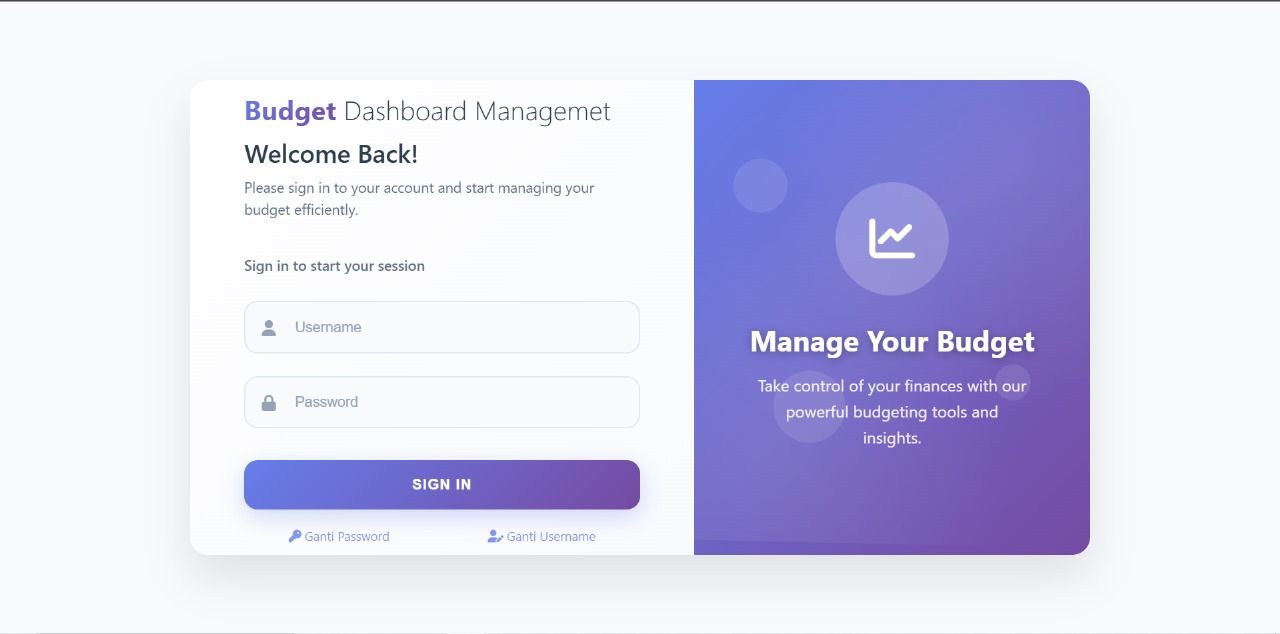 Budget Dashboard Managemet
Welcome Back!
Please sign in to your account and start managing your
budget efficiently.
Sign in to start your session
Username
Password
SIGN IN
Ganti Password
Ganti Username
Manage Your Budget
Take control of your finances with our
powerful budgeting tools and
insights.